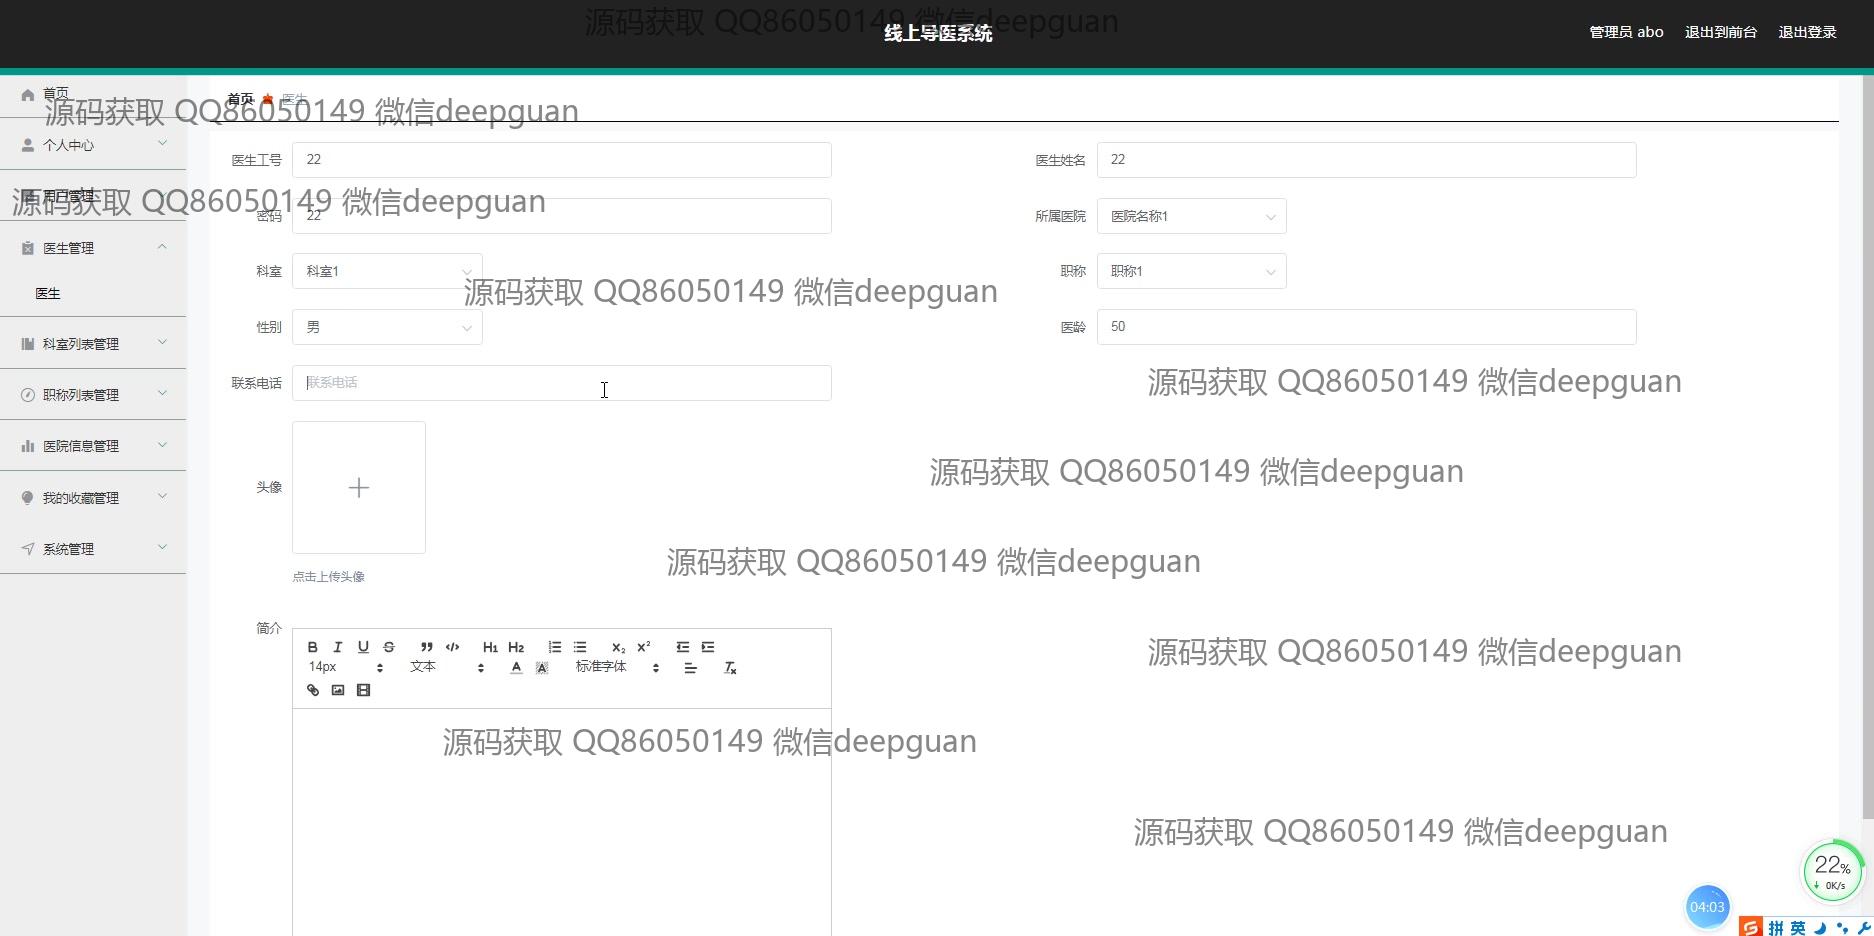 源码获取 QQ86050149 微信deepguan
线上导医系统
管理员 abo 退出到前台 退出登录
首页
首页 医生
源码获取 QQ86050149 微信deepguan
个人中心
医生工号 22
医生姓名 22
用户管理
源码获取 QQ86050149 微信deepguan
密码 22
所属医院 医院名称1
医生管理
科室 科室1
职称 职称1
医生
源码获取 QQ86050149 微信deepguan
性别 男
医龄 50
科室列表管理
联系电话 联系电话
源码获取 QQ86050149 微信deepguan
职称列表管理
医院信息管理
源码获取 QQ86050149 微信deepguan
头像
我的收藏管理
系统管理
源码获取 QQ86050149 微信deepguan
点击上传头像
简介
B I U S H1 H2 X2 X2
14px 文本 A A 标准字体 Tx
源码获取 QQ86050149 微信deepguan
源码获取 QQ86050149 微信deepguan
源码获取 QQ86050149 微信deepguan
22%
0K/s
04:03
S 拼 英